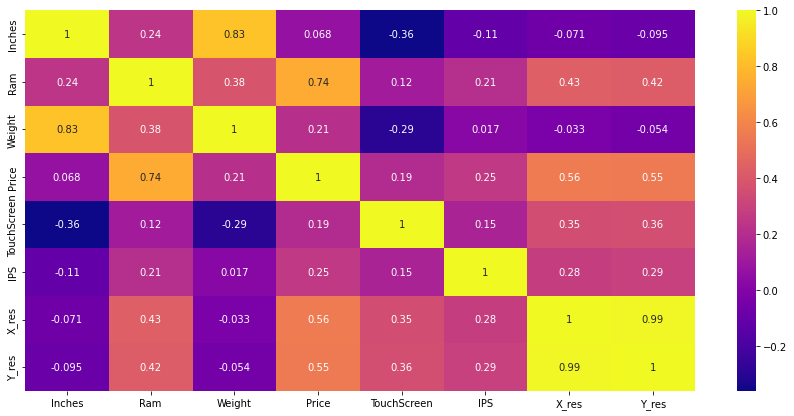 Inches 1 0.24 0.83 0.068 -0.36 -0.11 -0.071 -0.095
Ram 0.24 1 0.38 0.74 0.12 0.21 0.43 0.42
Weight 0.83 0.38 1 0.21 -0.29 0.017 -0.033 -0.054
Price 0.068 0.74 0.21 1 0.19 0.25 0.56 0.55
TouchScreen -0.36 0.12 -0.29 0.19 1 0.15 0.35 0.36
IPS -0.11 0.21 0.017 0.25 0.15 1 0.28 0.29
X_res -0.071 0.43 -0.033 0.56 0.35 0.28 1 0.99
Y_res -0.095 0.42 -0.054 0.55 0.36 0.29 0.99 1
Inches Ram Weight Price TouchScreen IPS X_res Y_res
1.0
0.8
0.6
0.4
0.2
0.0
−0.2